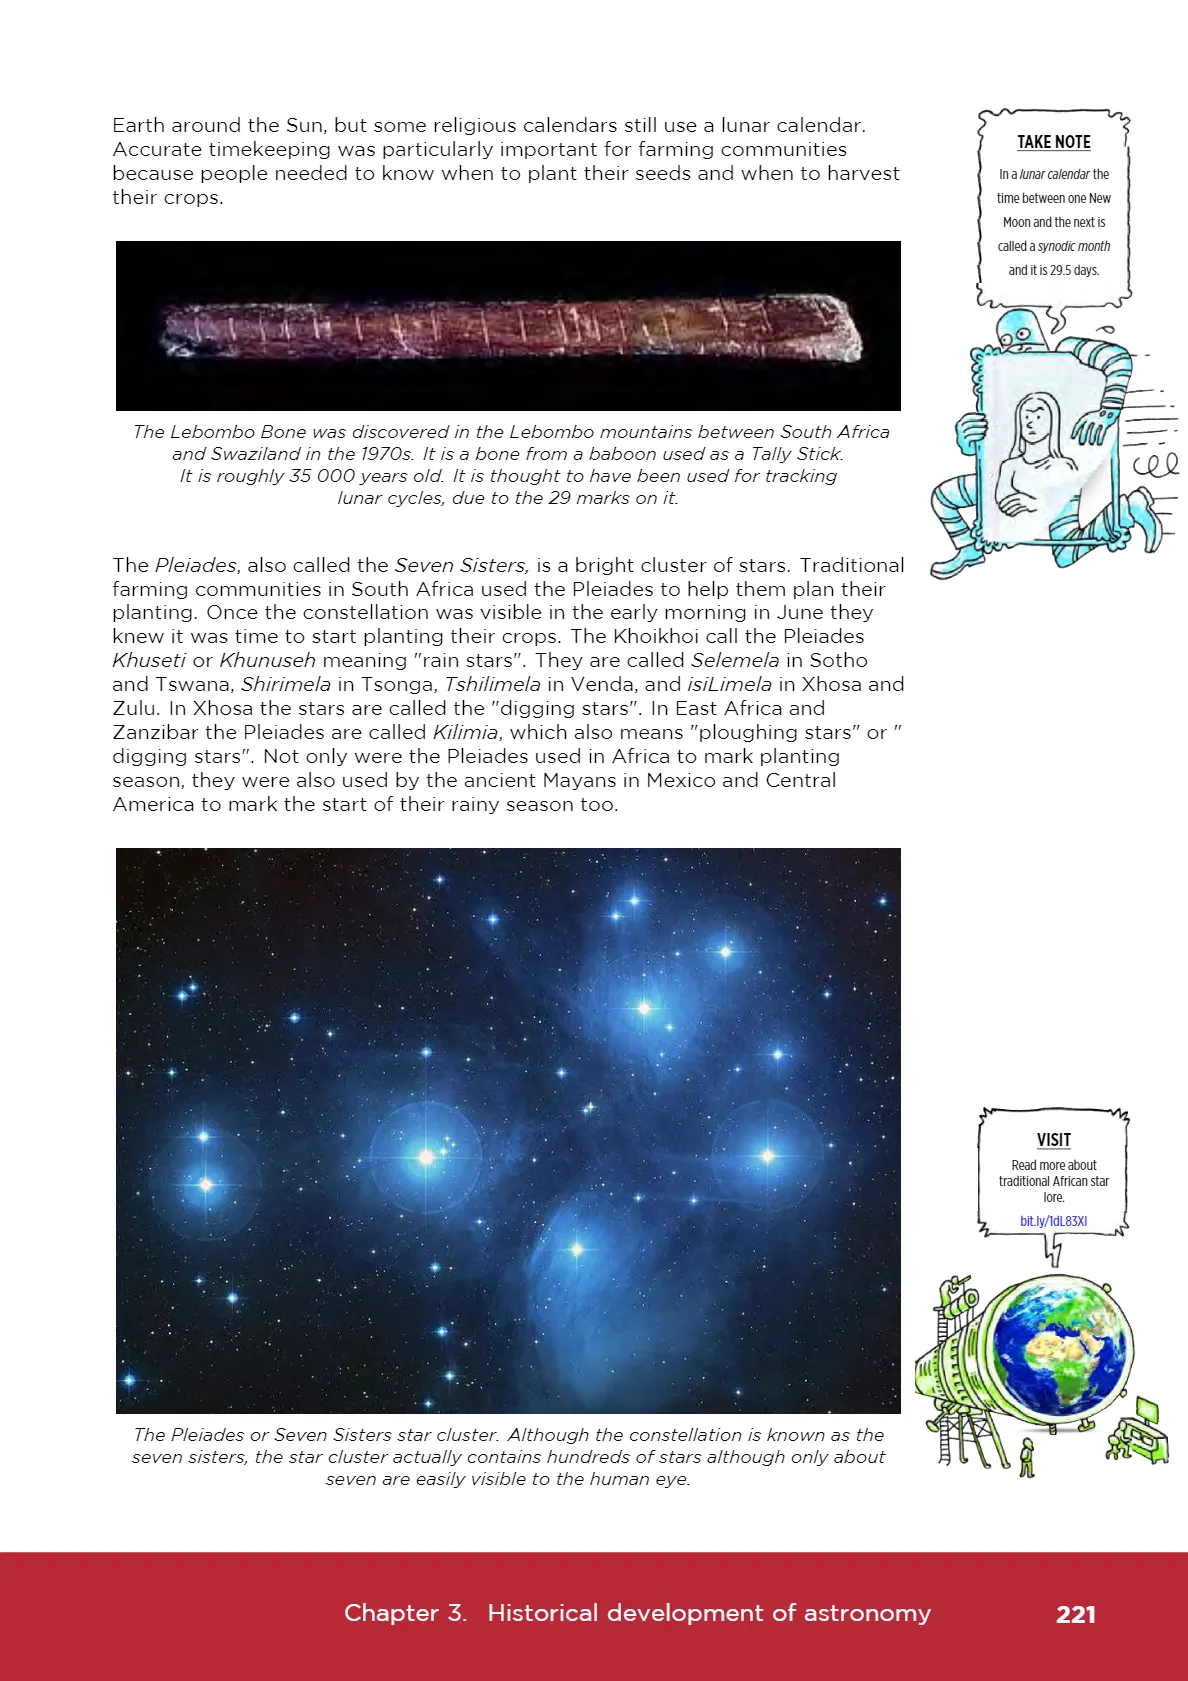 Earth around the Sun, but some religious calendars still use a lunar calendar.
Accurate timekeeping was particularly important for farming communities
because people needed to know when to plant their seeds and when to harvest
their crops.
The Lebombo Bone was discovered in the Lebombo mountains between South Africa
and Swaziland in the 1970s. It is a bone from a baboon used as a Tally Stick.
It is roughly 35 000 years old. It is thought to have been used for tracking
lunar cycles, due to the 29 marks on it.
The Pleiades, also called the Seven Sisters, is a bright cluster of stars. Traditional
farming communities in South Africa used the Pleiades to help them plan their
planting. Once the constellation was visible in the early morning in June they
knew it was time to start planting their crops. The Khoikhoi call the Pleiades
Khuseti or Khunuseh meaning "rain stars". They are called Selemela in Sotho
and Tswana, Shirimela in Tsonga, Tshilimela in Venda, and isiLimela in Xhosa and
Zulu. In Xhosa the stars are called the "digging stars". In East Africa and
Zanzibar the Pleiades are called Kilimia, which also means "ploughing stars" or "
digging stars". Not only were the Pleiades used in Africa to mark planting
season, they were also used by the ancient Mayans in Mexico and Central
America to mark the start of their rainy season too.
The Pleiades or Seven Sisters star cluster. Although the constellation is known as the
seven sisters, the star cluster actually contains hundreds of stars although only about
seven are easily visible to the human eye.
TAKE NOTE
In a lunar calendar the
time between one New
Moon and the next is
called a synodic month
and it is 29.5 days.
VISIT
Read more about
traditional African star
lore.
bit.ly/1dL83XI
Chapter 3. Historical development of astronomy
221